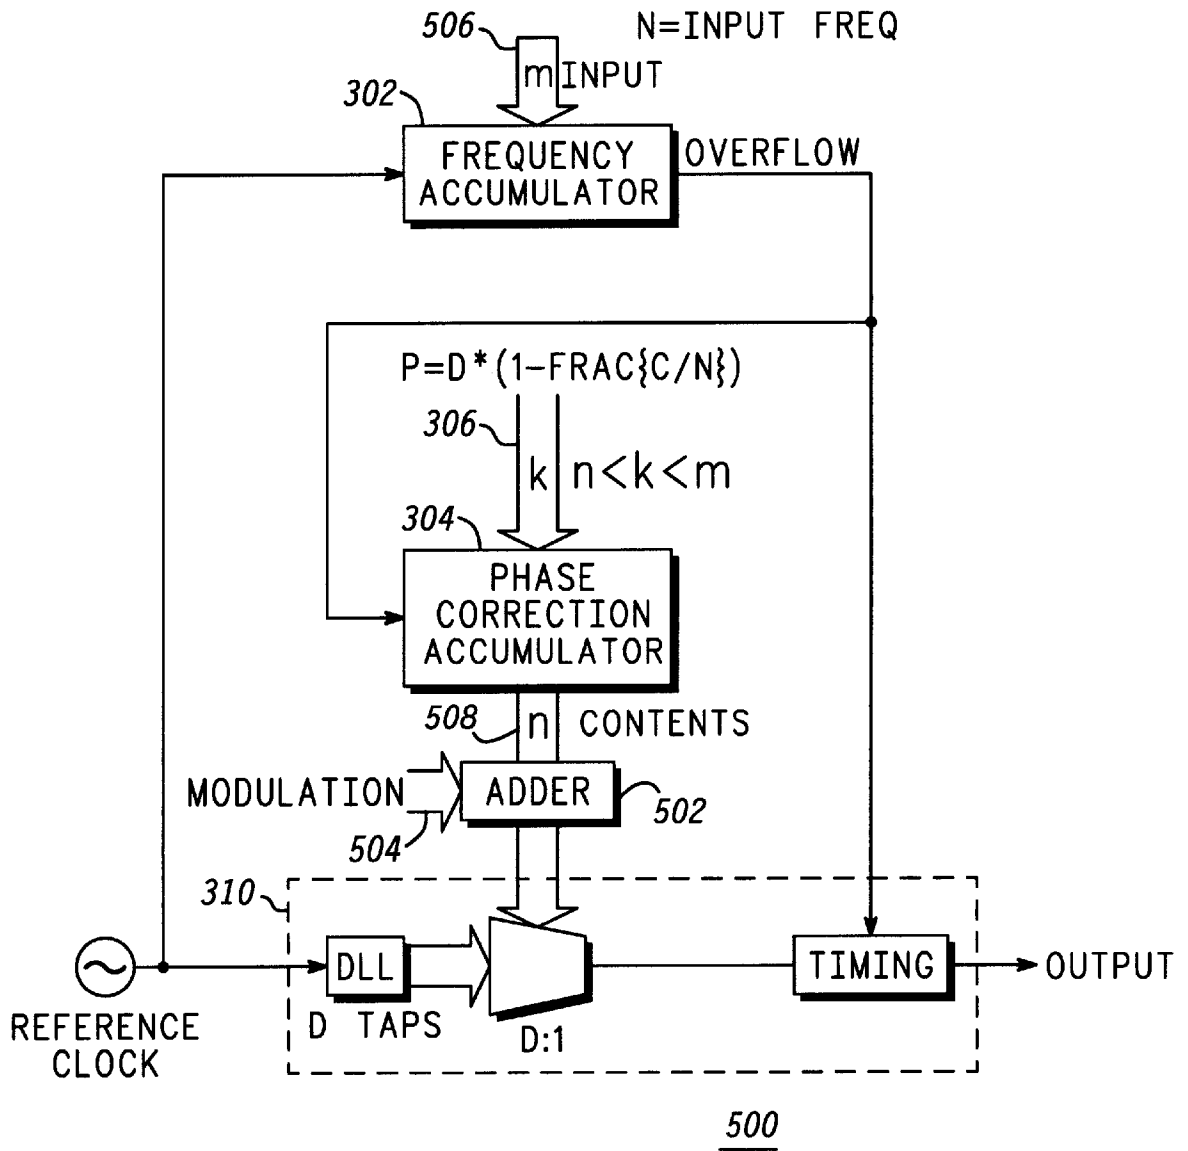 506
N=INPUT FREQ
m INPUT
302
FREQUENCY
ACCUMULATOR
OVERFLOW
P=D*(1-FRAC{C/N})
306
k n<k<m
304
PHASE
CORRECTION
ACCUMULATOR
508 n CONTENTS
MODULATION
ADDER
502
504
310
DLL
TIMING
OUTPUT
REFERENCE
CLOCK
D TAPS
D:1
500